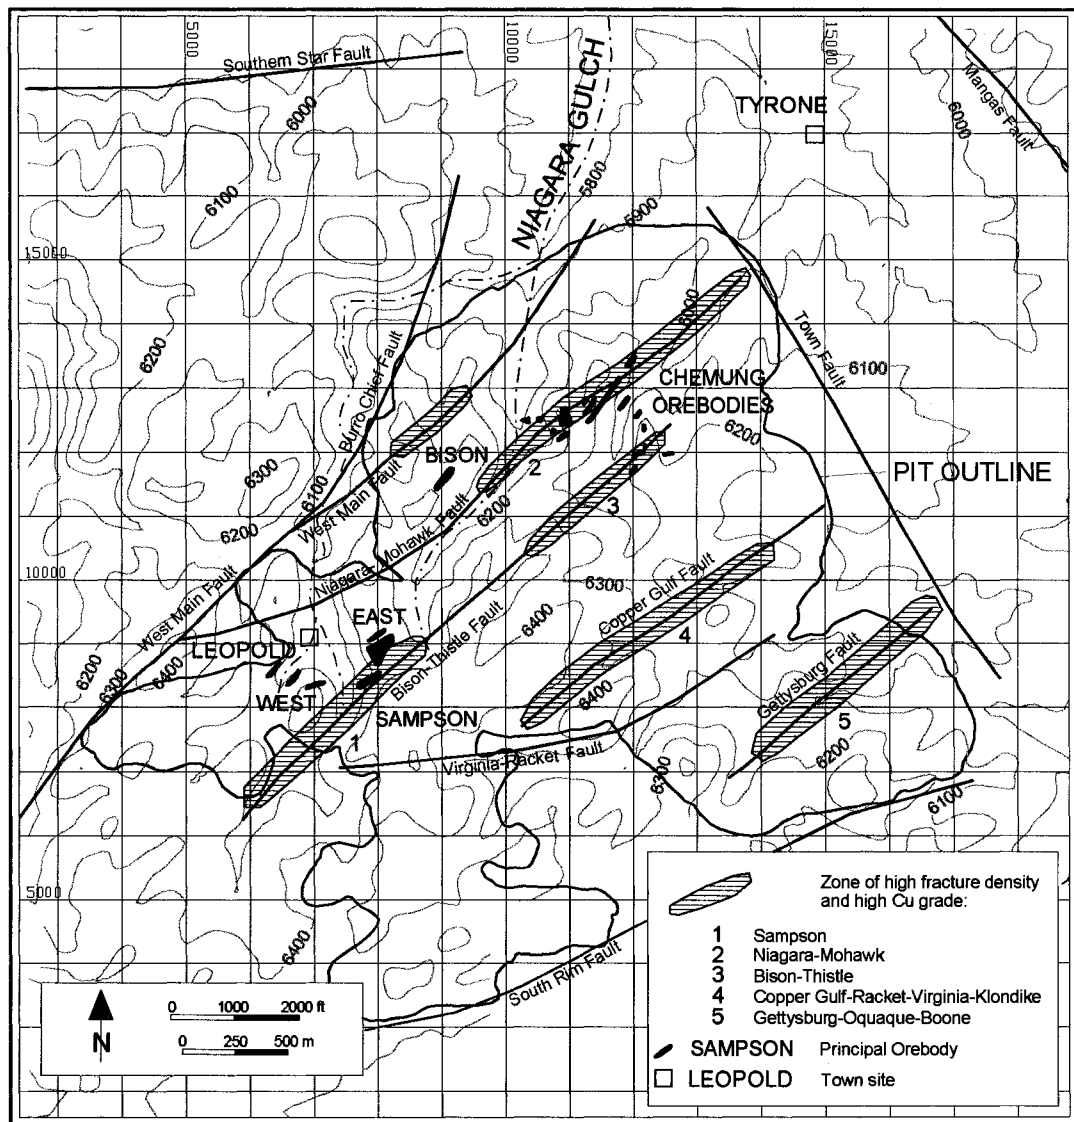 5000
10000
15000
Southern Star Fault
6000
NIAGARA GULCH
5800
TYRONE
Mangas Fault
6000
6100
5900
15000
6200
Burro Chief Fault
6000
Town Fault
6100
CHEMUNG
OREBODIES
6200
6300
6100
BISON
2
PIT OUTLINE
6200
West Main Fault
6200
3
Niagara-Mohawk Fault
10000
West Main Fault
6300
Copper Gulf Fault
EAST
6400
4
LEOPOLD
Bison-Thistle Fault
Gettysburg Fault
6200
6300
6400
WEST
6400
SAMPSON
5
1
Virginia-Racket Fault
6200
6300
6100
5000
6400
South Rim Fault
Zone of high fracture density
and high Cu grade:
1 Sampson
2 Niagara-Mohawk
3 Bison-Thistle
4 Copper Gulf-Racket-Virginia-Klondike
5 Gettysburg-Oquaque-Boone
SAMPSON Principal Orebody
LEOPOLD Town site
N
0 1000 2000 ft
0 250 500 m